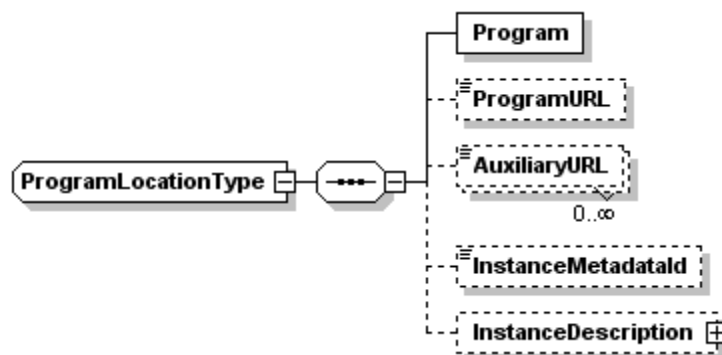 Program
ProgramURL
AuxiliaryURL
0..∞
ProgramLocationType
InstanceMetadataId
InstanceDescription